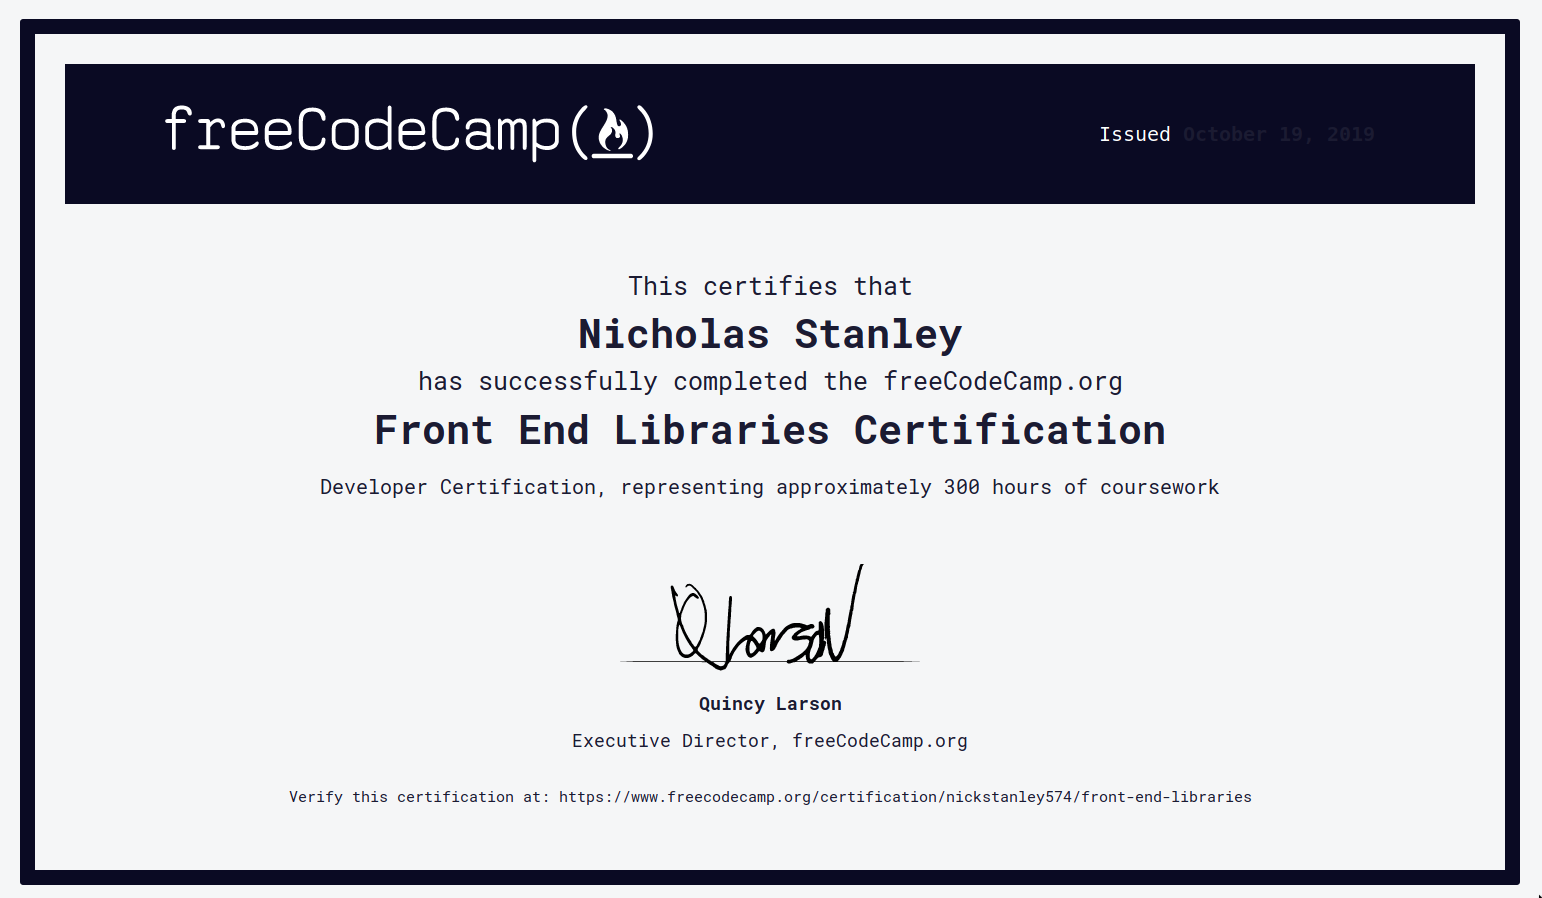 freeCodeCamp(🔥)
Issued October 19, 2019
This certifies that
Nicholas Stanley
has successfully completed the freeCodeCamp.org
Front End Libraries Certification
Developer Certification, representing approximately 300 hours of coursework
Q Larson
Quincy Larson
Executive Director, freeCodeCamp.org
Verify this certification at: https://www.freecodecamp.org/certification/nickstanley574/front-end-libraries